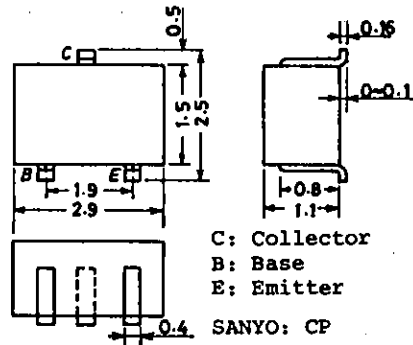 C
0.5
0.16
1.5
2.5
0~0.1
B
E
1.9
2.9
0.8
1.1
C: Collector
B: Base
E: Emitter
0.4
SANYO: CP